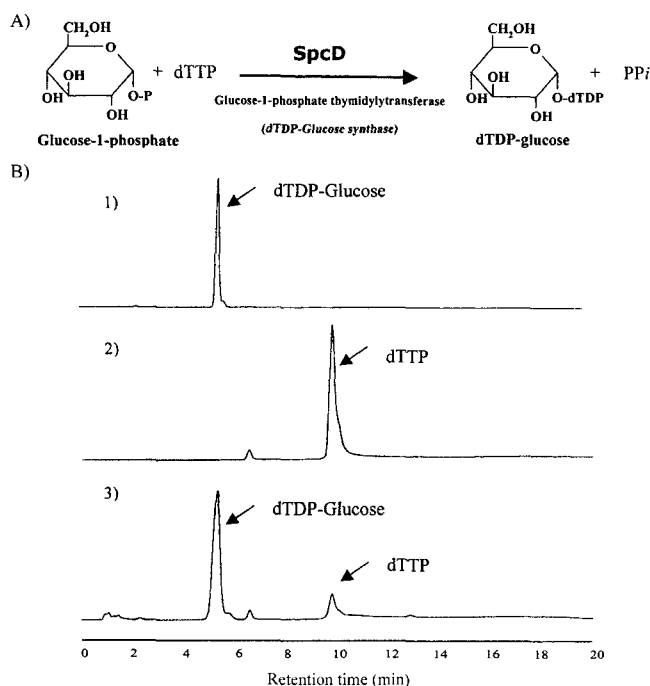 A)
CH₂OH
O
OH
OH
O-P
OH
Glucose-1-phosphate
+ dTTP
SpcD
Glucose-1-phosphate thymidylytransferase
(dTDP-Glucose synthase)
CH₂OH
O
OH
OH
O-dTDP
OH
dTDP-glucose
+ PPi
B)
1)
dTDP-Glucose
2)
dTTP
3)
dTDP-Glucose
dTTP
0 2 4 6 8 10 12 14 16 18 20
Retention time (min)